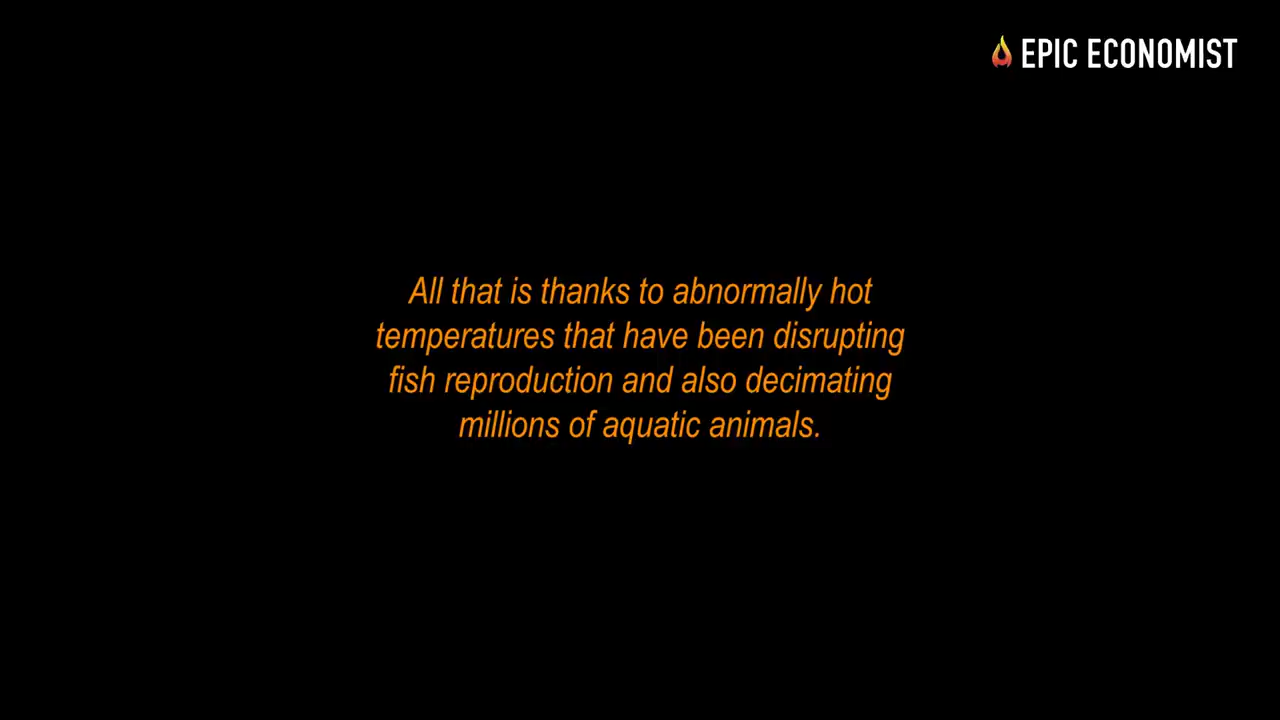 EPIC ECONOMIST
All that is thanks to abnormally hot
temperatures that have been disrupting
fish reproduction and also decimating
millions of aquatic animals.